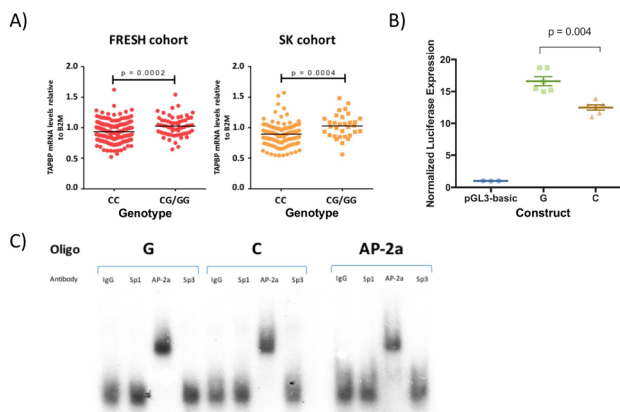 A)
FRESH cohort
SK cohort
p = 0.0002
p = 0.0004
TAPBP mRNA levels relative
to B2M
2.0
1.5
1.0
0.5
0.0
CC
CG/GG
Genotype
TAPBP mRNA levels relative
to B2M
2.0
1.5
1.0
0.5
0.0
CC
CG/GG
Genotype
B)
p = 0.004
Normalized Luciferase Expression
20
15
10
5
0
pGL3-basic
G
C
Construct
C)
Oligo
G
C
AP-2a
Antibody
IgG
Sp1
AP-2a
Sp3
IgG
Sp1
AP-2a
Sp3
IgG
Sp1
AP-2a
Sp3